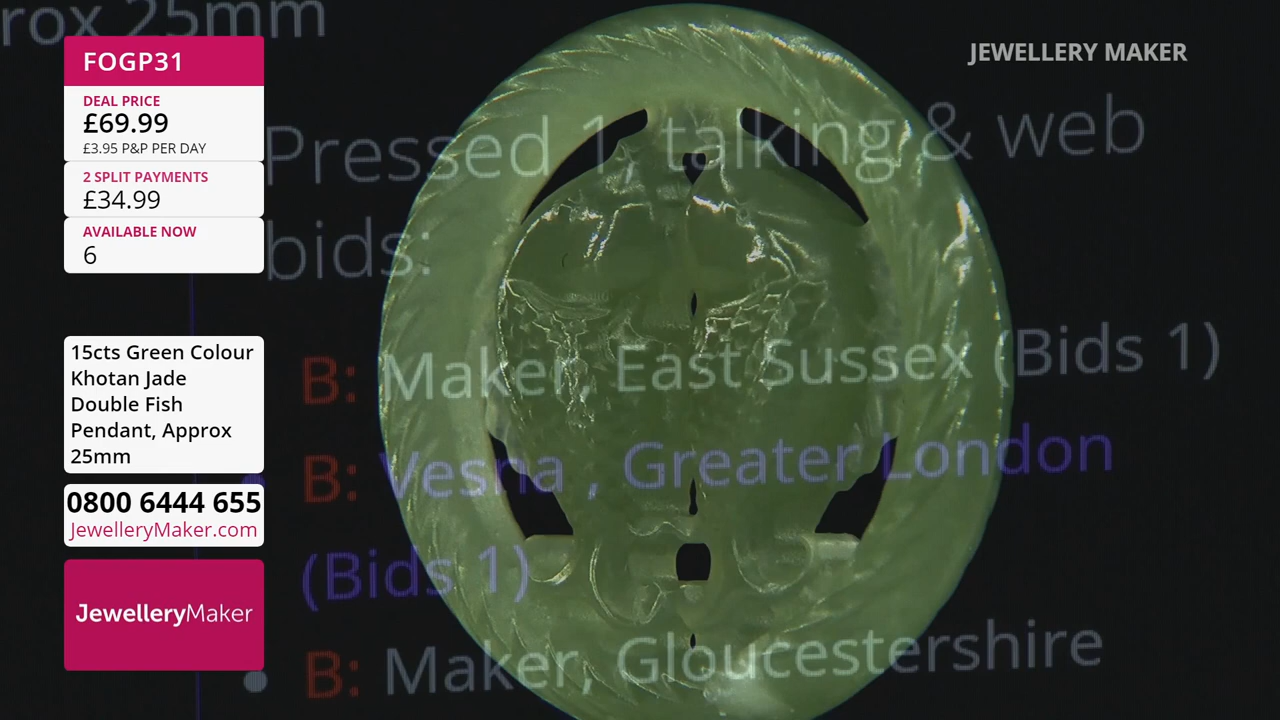 rox 25mm
FOGP31
JEWELLERY MAKER
DEAL PRICE
£69.99
£3.95 P&P PER DAY
2 SPLIT PAYMENTS
£34.99
AVAILABLE NOW
6
Pressed 1, talking & web
bids:
B: Maker, East Sussex (Bids 1)
B: Vesna , Greater London
(Bids 1)
B: Maker, Gloucestershire
15cts Green Colour
Khotan Jade
Double Fish
Pendant, Approx
25mm
0800 6444 655
JewelleryMaker.com
JewelleryMaker